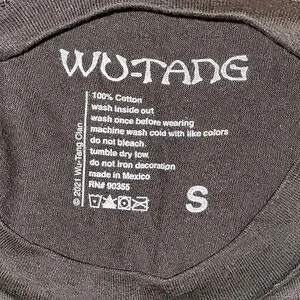 WU-TANG
100% Cotton
wash inside out
wash once before wearing
machine wash cold with like colors
do not bleach.
tumble dry low.
do not iron decoration
made in Mexico
RN# 90355
© 2021 Wu-Tang Clan
S